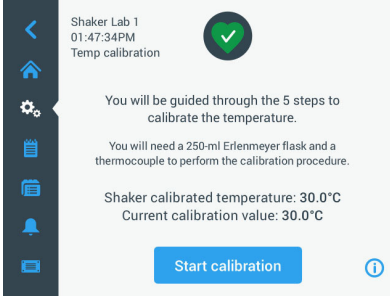 Shaker Lab 1
01:47:34PM
Temp calibration
You will be guided through the 5 steps to
calibrate the temperature.
You will need a 250-ml Erlenmeyer flask and a
thermocouple to perform the calibration procedure.
Shaker calibrated temperature: 30.0°C
Current calibration value: 30.0°C
Start calibration